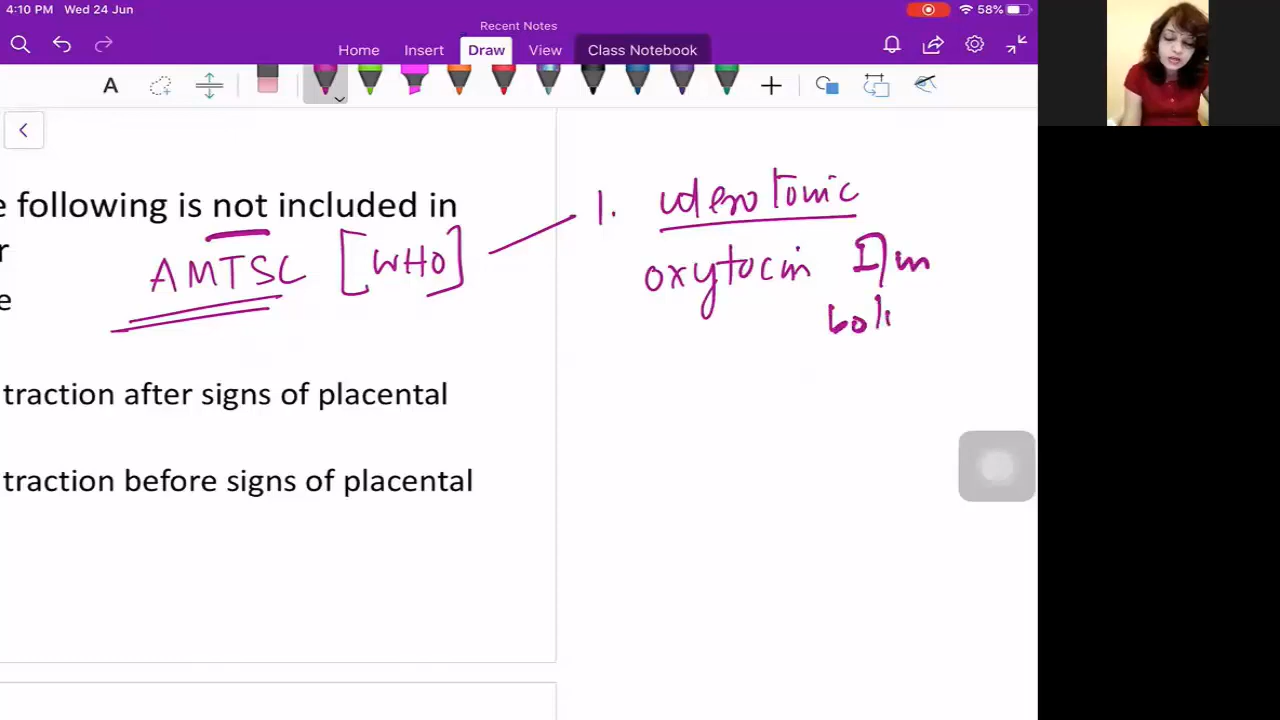 4:10 PM Wed 24 Jun
58%
Recent Notes
Home Insert Draw View Class Notebook
A
e following is not included in
r
AMTSC [WHO]
e
traction after signs of placental
traction before signs of placental
1. uterotonic
oxytocin I/m
bol